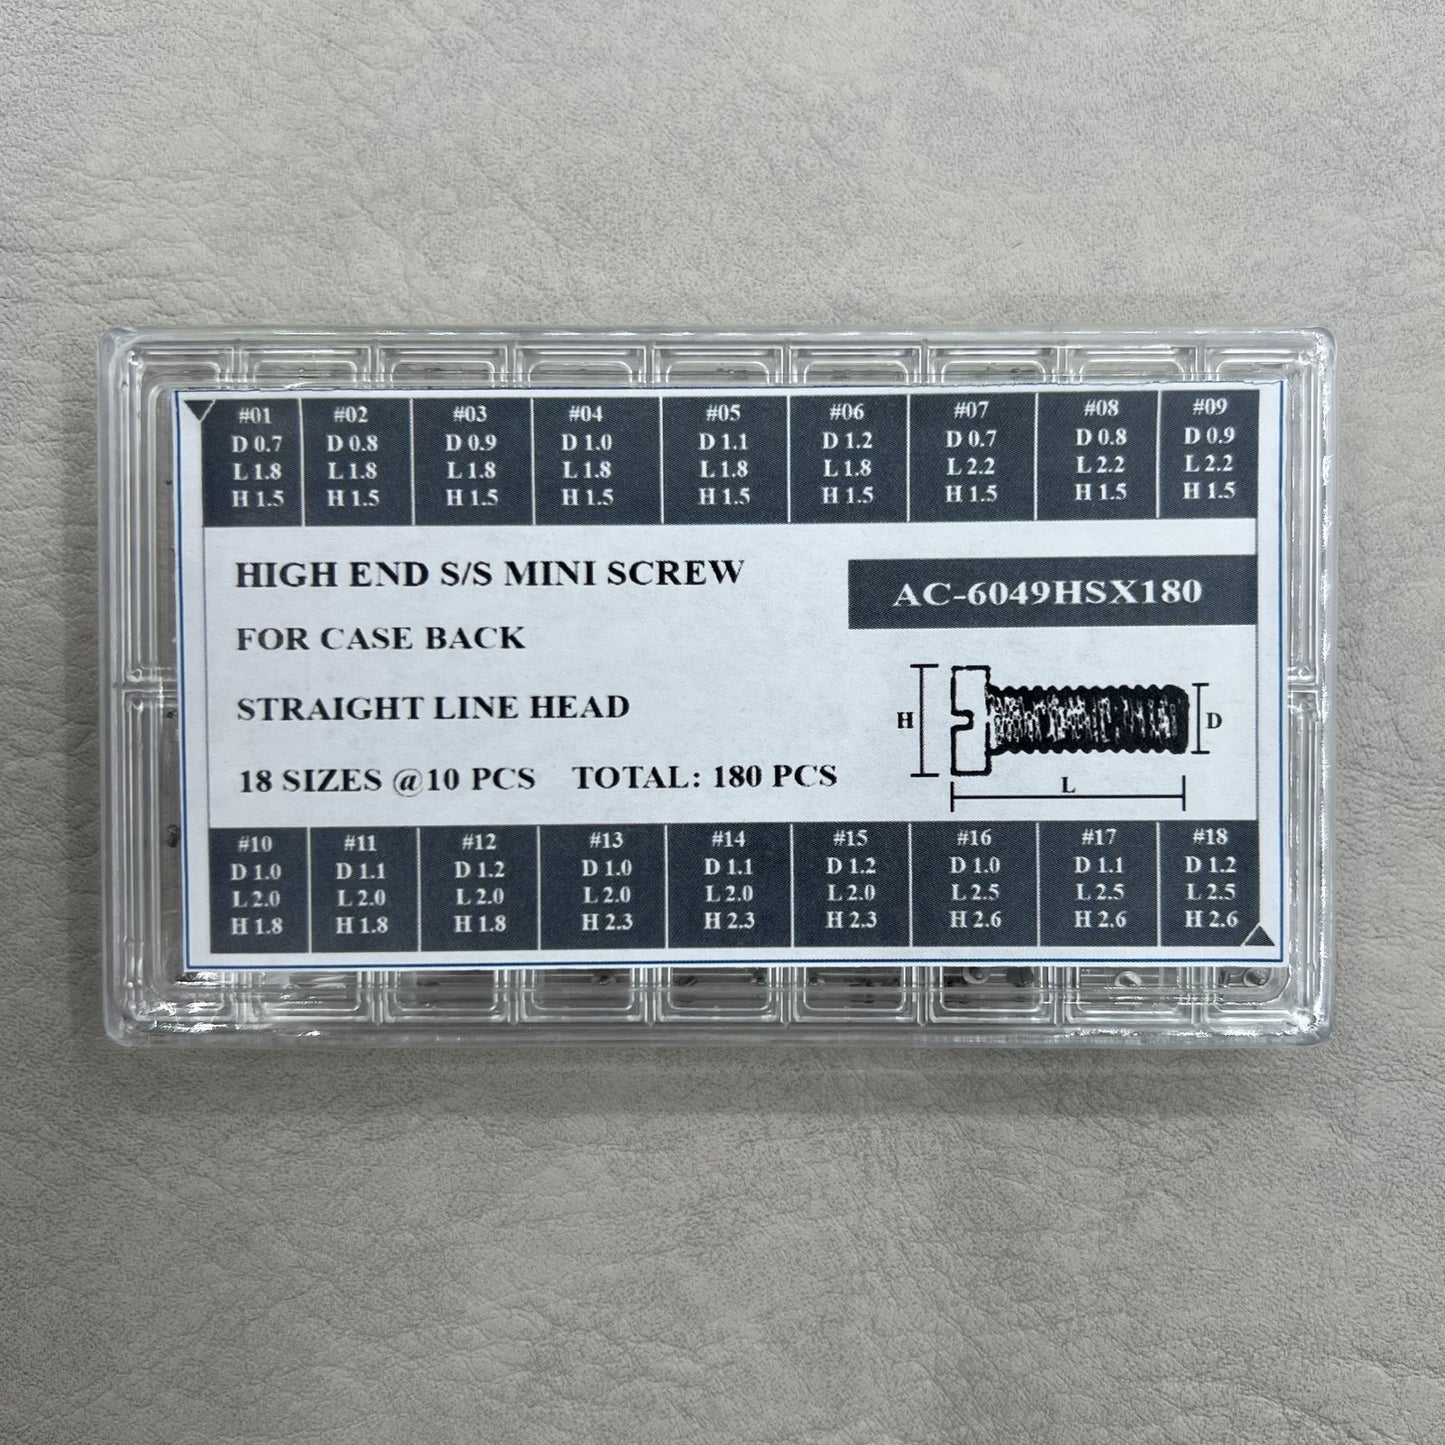 #01 #02 #03 #04 #05 #06 #07 #08 #09
D 0.7 D 0.8 D 0.9 D 1.0 D 1.1 D 1.2 D 0.7 D 0.8 D 0.9
L 1.8 L 1.8 L 1.8 L 1.8 L 1.8 L 1.8 L 2.2 L 2.2 L 2.2
H 1.5 H 1.5 H 1.5 H 1.5 H 1.5 H 1.5 H 1.5 H 1.5 H 1.5
HIGH END S/S MINI SCREW
AC-6049HSX180
FOR CASE BACK
STRAIGHT LINE HEAD
H D
18 SIZES @10 PCS TOTAL: 180 PCS
L
#10 #11 #12 #13 #14 #15 #16 #17 #18
D 1.0 D 1.1 D 1.2 D 1.0 D 1.1 D 1.2 D 1.0 D 1.1 D 1.2
L 2.0 L 2.0 L 2.0 L 2.0 L 2.0 L 2.0 L 2.5 L 2.5 L 2.5
H 1.8 H 1.8 H 1.8 H 2.3 H 2.3 H 2.3 H 2.6 H 2.6 H 2.6